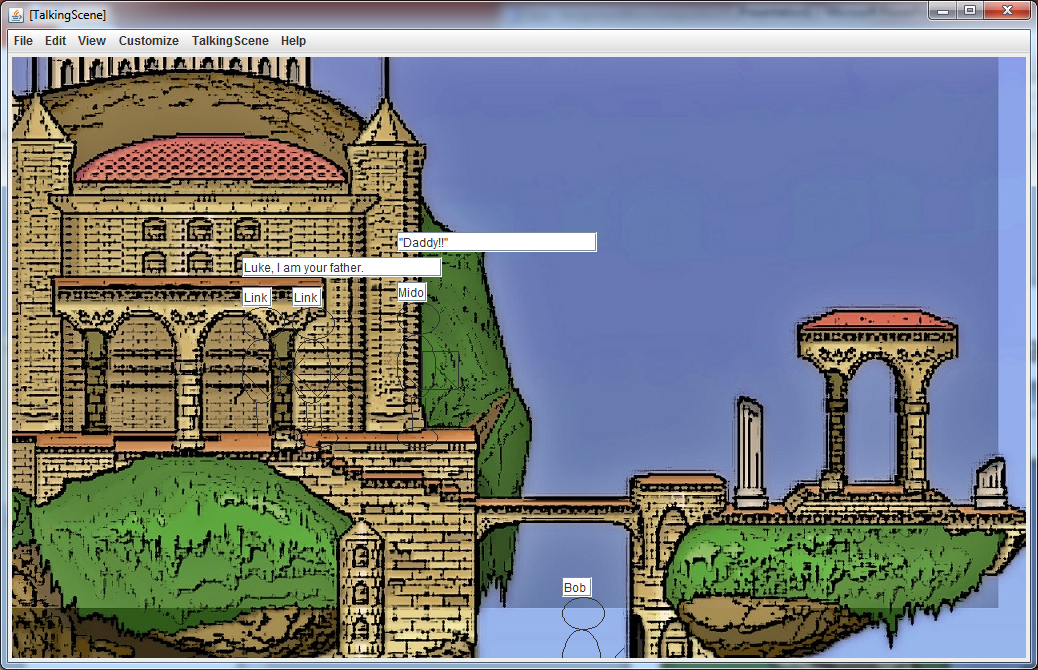 [TalkingScene]
File Edit View Customize TalkingScene Help
"Daddy!!"
Luke, I am your father.
Link Link Mido
Bob